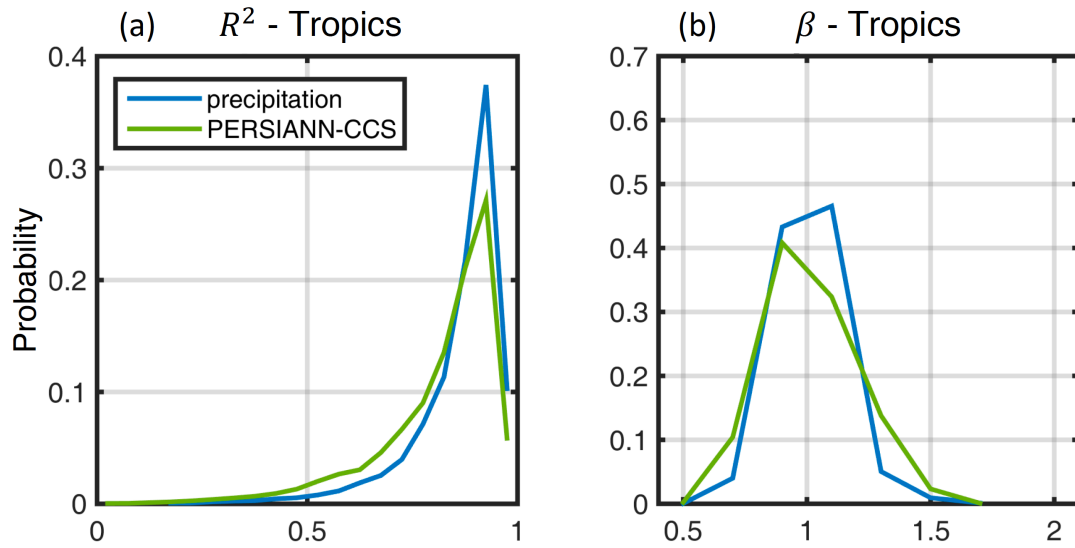 (a) R² - Tropics
0.4
0.3
0.2
0.1
0
0 0.5 1
Probability
precipitation
PERSIANN-CCS
(b) β - Tropics
0.7
0.6
0.5
0.4
0.3
0.2
0.1
0
0.5 1 1.5 2